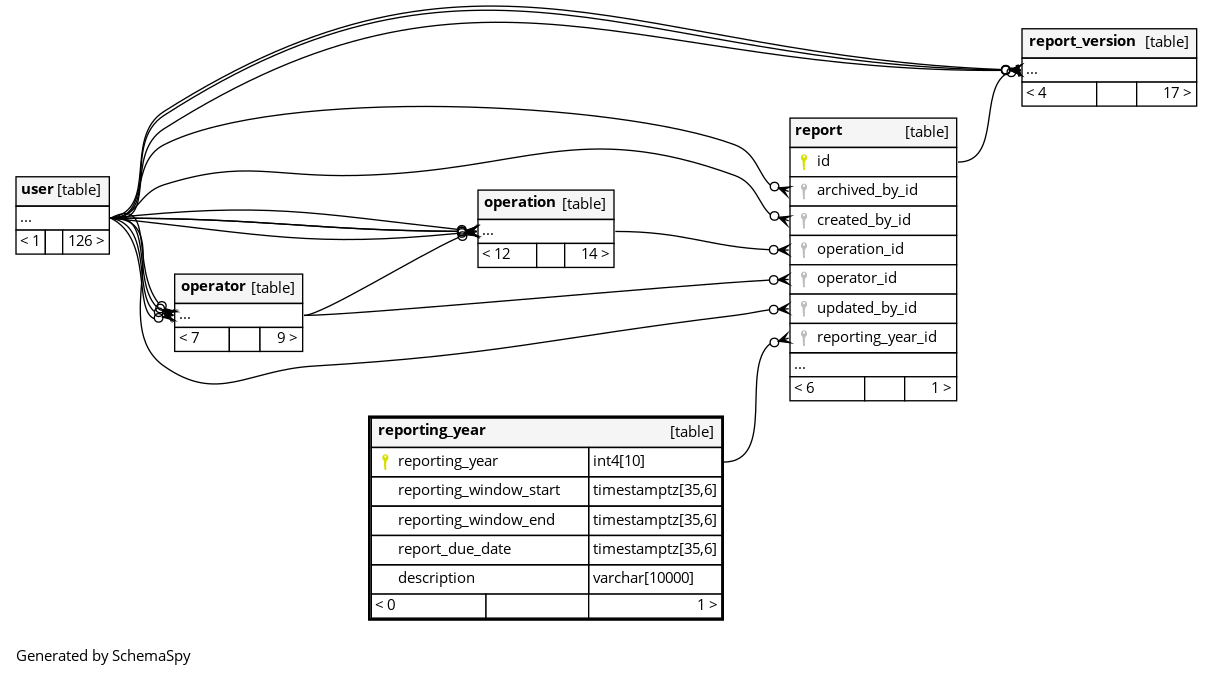 report_version [table]
...
< 4 17 >
report [table]
id
archived_by_id
created_by_id
operation_id
operator_id
updated_by_id
reporting_year_id
...
< 6 1 >
user [table]
...
< 1 126 >
operation [table]
...
< 12 14 >
operator [table]
...
< 7 9 >
reporting_year [table]
reporting_year int4[10]
reporting_window_start timestamptz[35,6]
reporting_window_end timestamptz[35,6]
report_due_date timestamptz[35,6]
description varchar[10000]
< 0 1 >
Generated by SchemaSpy